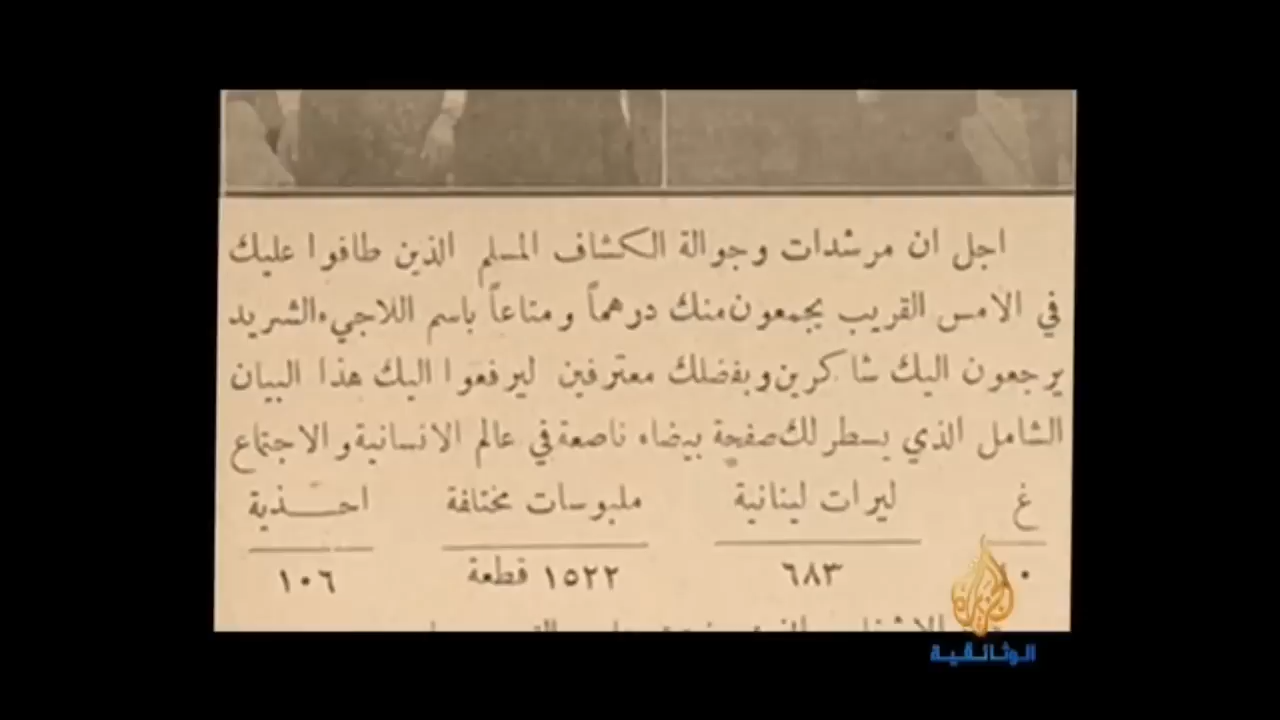 اجل ان مرشدات وجوالة الكشاف المسلم الذين طافوا عليك
في الامس القريب يجمعون منك درهماً ومتاعاً باسم اللاجيء الشريد
يرجعون اليك شاكرين وبفضلك معترفين ليرفعوا اليك هذا البيان
الشامل الذي يسطر لك صفحة بيضاء ناصعة في عالم الانسانية والاجتماع
غ ليرات لبنانية ملبوسات مختلفة احذية
٦٨٣ ١٥٢٢ قطعة ١٠٦
الجزيرة
الوثائقية